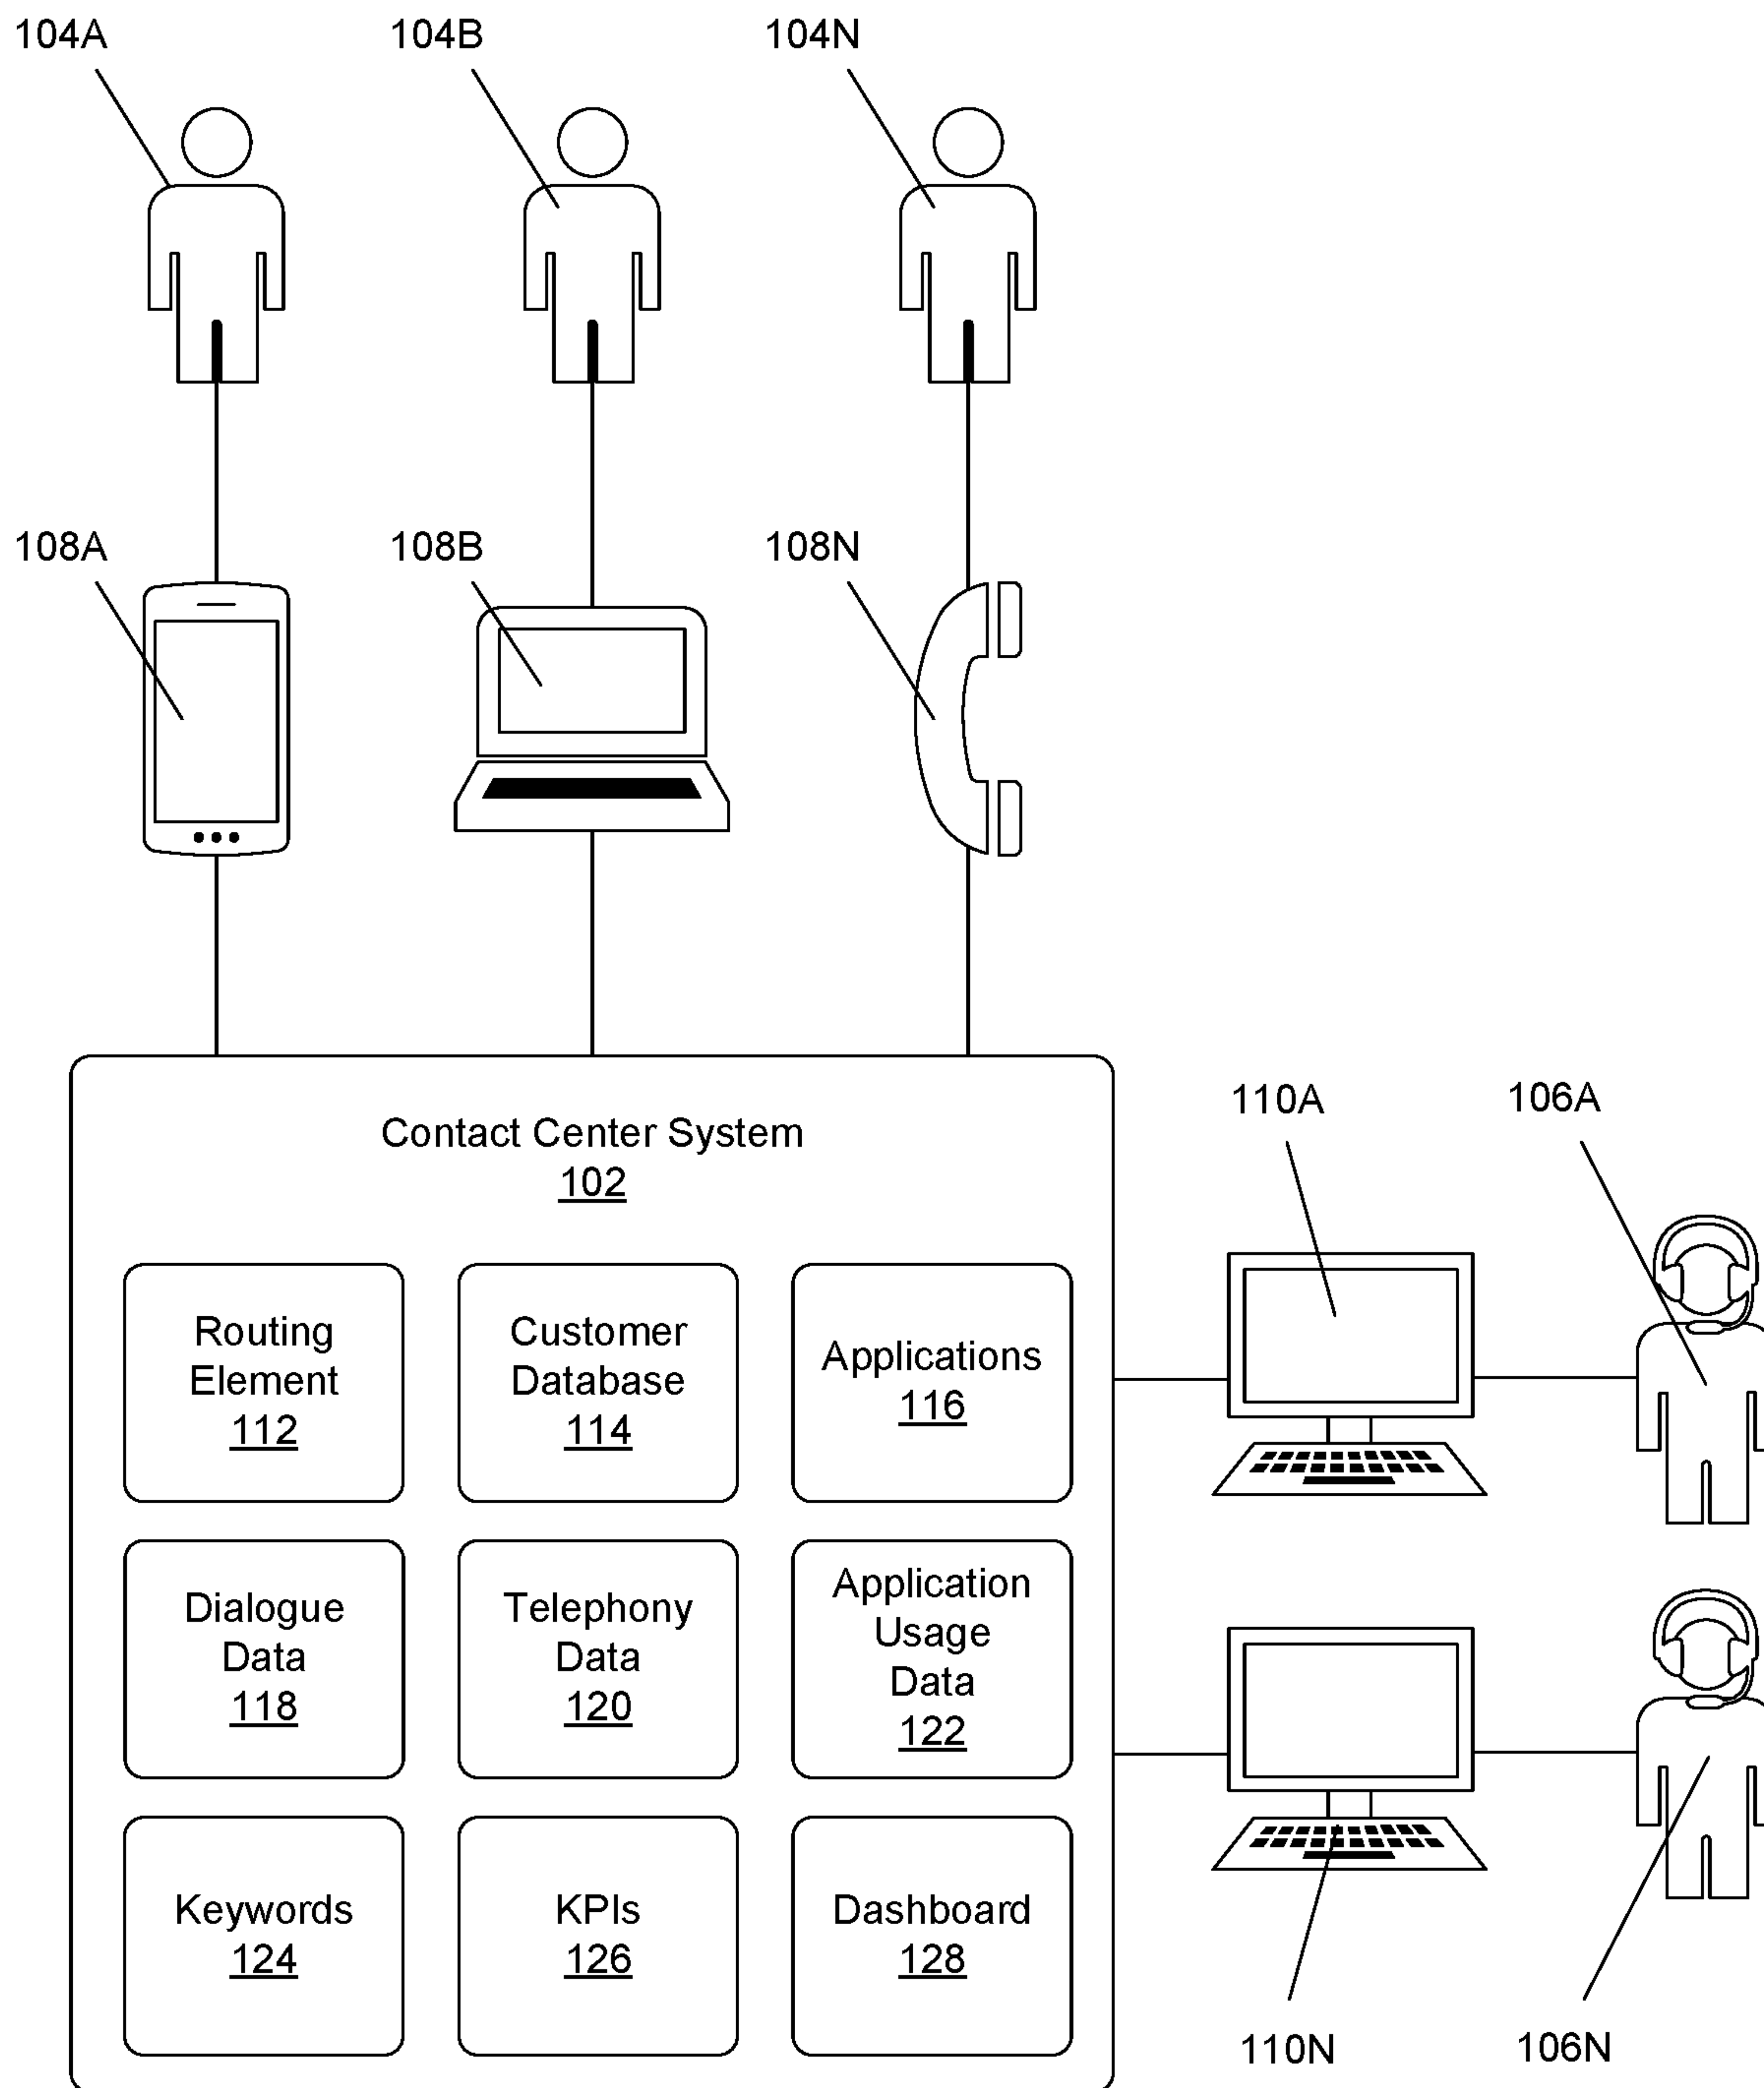 104A 104B 104N
108A 108B 108N
Contact Center System
102
110A 106A
Routing
Element
112
Customer
Database
114
Applications
116
Dialogue
Data
118
Telephony
Data
120
Application
Usage
Data
122
Keywords
124
KPIs
126
Dashboard
128
110N 106N